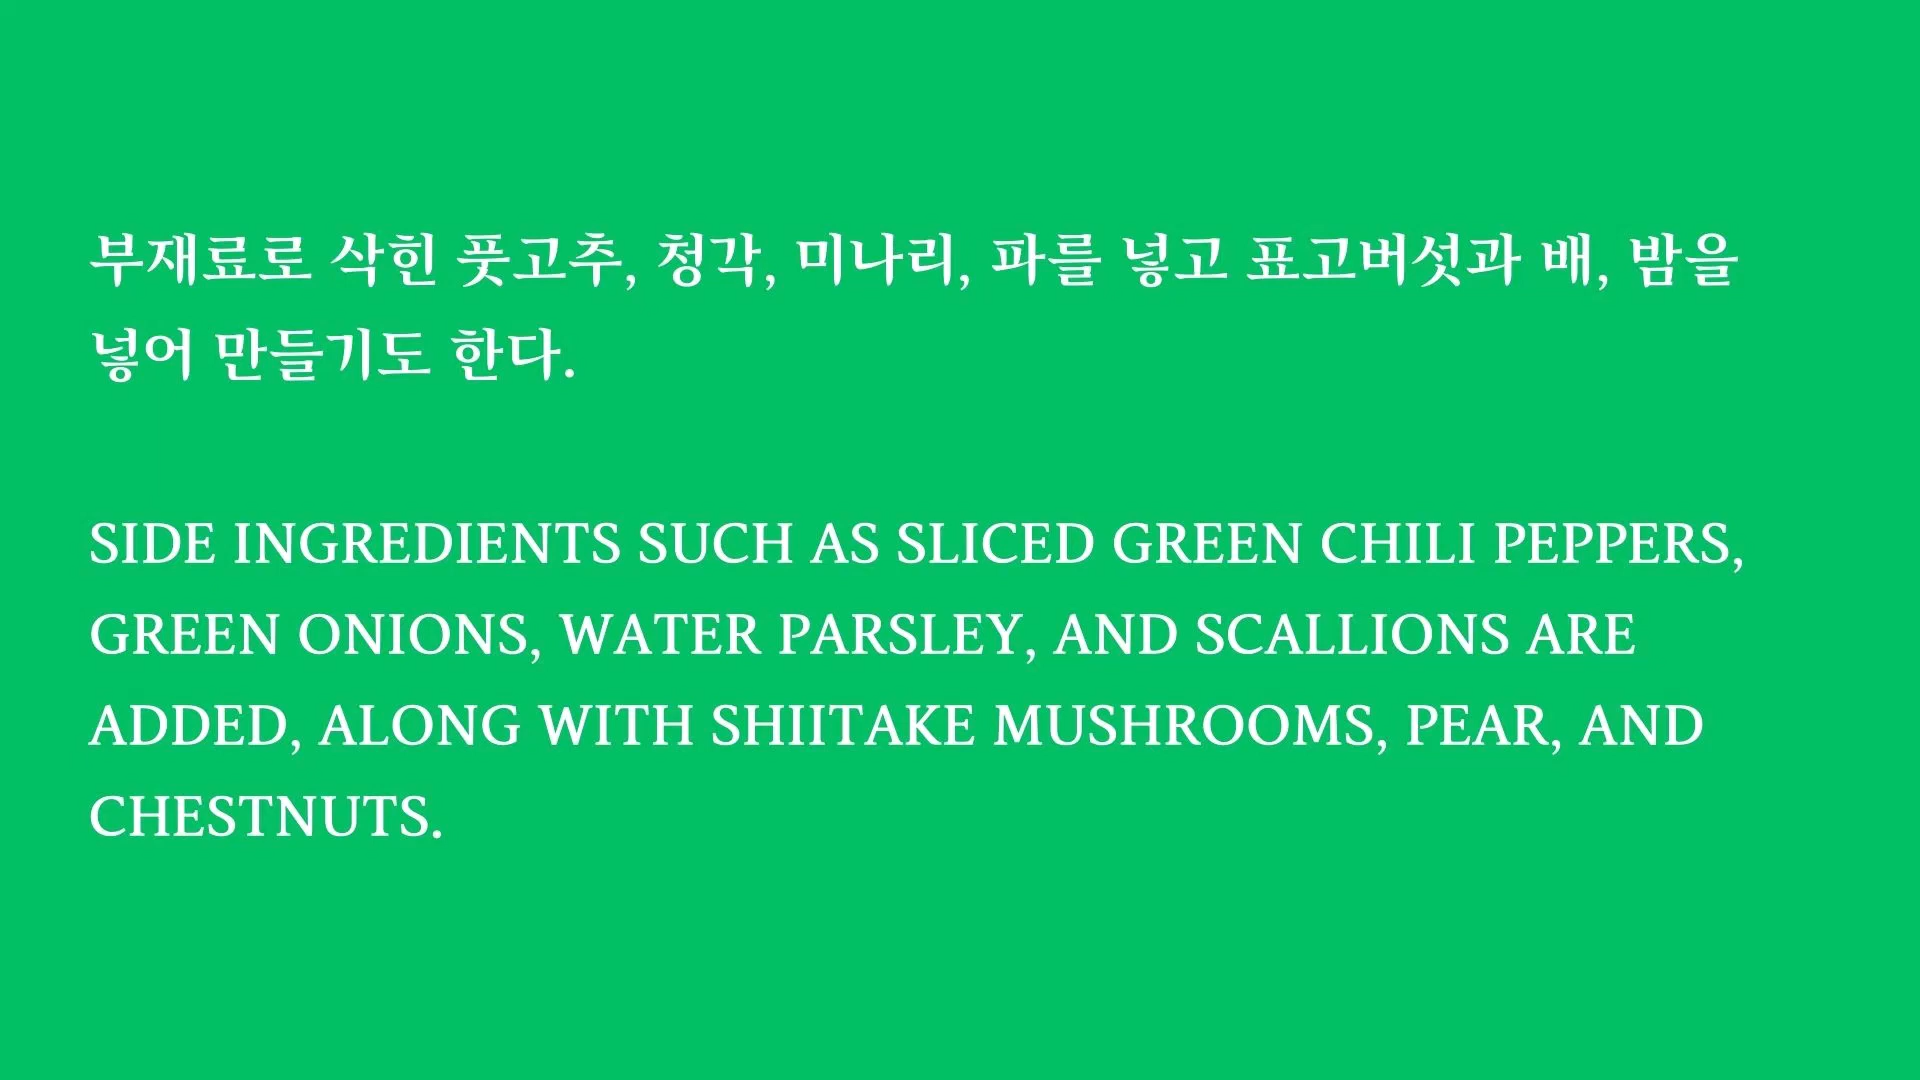 부재료로 삭힌 풋고추, 청각, 미나리, 파를 넣고 표고버섯과 배, 밤을
넣어 만들기도 한다.
SIDE INGREDIENTS SUCH AS SLICED GREEN CHILI PEPPERS,
GREEN ONIONS, WATER PARSLEY, AND SCALLIONS ARE
ADDED, ALONG WITH SHIITAKE MUSHROOMS, PEAR, AND
CHESTNUTS.